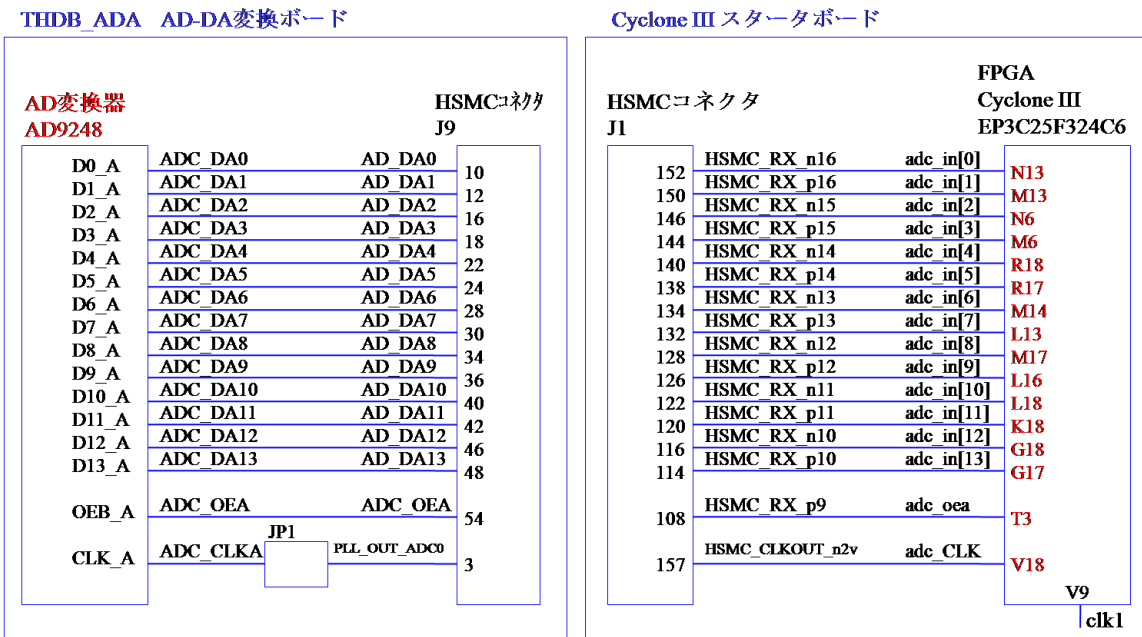 THDB_ADA AD-DA変換ボード
Cyclone III スタータボード
AD変換器
AD9248
HSMCコネクタ
J9
HSMCコネクタ
J1
FPGA
Cyclone III
EP3C25F324C6
D0_A ADC_DA0 AD_DA0 10
D1_A ADC_DA1 AD_DA1 12
D2_A ADC_DA2 AD_DA2 16
D3_A ADC_DA3 AD_DA3 18
D4_A ADC_DA4 AD_DA4 22
D5_A ADC_DA5 AD_DA5 24
D6_A ADC_DA6 AD_DA6 28
D7_A ADC_DA7 AD_DA7 30
D8_A ADC_DA8 AD_DA8 34
D9_A ADC_DA9 AD_DA9 36
D10_A ADC_DA10 AD_DA10 40
D11_A ADC_DA11 AD_DA11 42
D12_A ADC_DA12 AD_DA12 46
D13_A ADC_DA13 AD_DA13 48
OEB_A ADC_OEA ADC_OEA 54
JP1
CLK_A ADC_CLKA PLL_OUT_ADC0 3
152 HSMC_RX_n16 adc_in[0] N13
150 HSMC_RX_p16 adc_in[1] M13
146 HSMC_RX_n15 adc_in[2] N6
144 HSMC_RX_p15 adc_in[3] M6
140 HSMC_RX_n14 adc_in[4] R18
138 HSMC_RX_p14 adc_in[5] R17
134 HSMC_RX_n13 adc_in[6] M14
132 HSMC_RX_p13 adc_in[7] L13
128 HSMC_RX_n12 adc_in[8] M17
126 HSMC_RX_p12 adc_in[9] L16
122 HSMC_RX_n11 adc_in[10] L18
120 HSMC_RX_p11 adc_in[11] K18
116 HSMC_RX_n10 adc_in[12] G18
114 HSMC_RX_p10 adc_in[13] G17
108 HSMC_RX_p9 adc_oea T3
157 HSMC_CLKOUT_n2v adc_CLK V18
V9
clk1